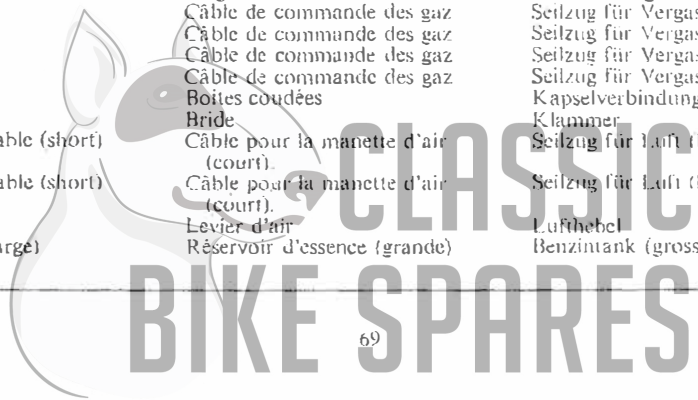 Câble de commande des gaz Seilzug für Vergas
Câble de commande des gaz Seilzug für Vergas
Câble de commande des gaz Seilzug für Vergas
Câble de commande des gaz Seilzug für Vergas
Boîtes coudées Kapselverbindung
Bride Klammer
able (short) Câble pour la manette d'air Seilzug für Luft (
(court).
able (short) Câble pour la manette d'air Seilzug für Luft (
(court).
Levier d'air Lufthebel
arge) Réservoir d'essence (grande) Benzintank (gross
69
CLASSIC
BIKE SPARES